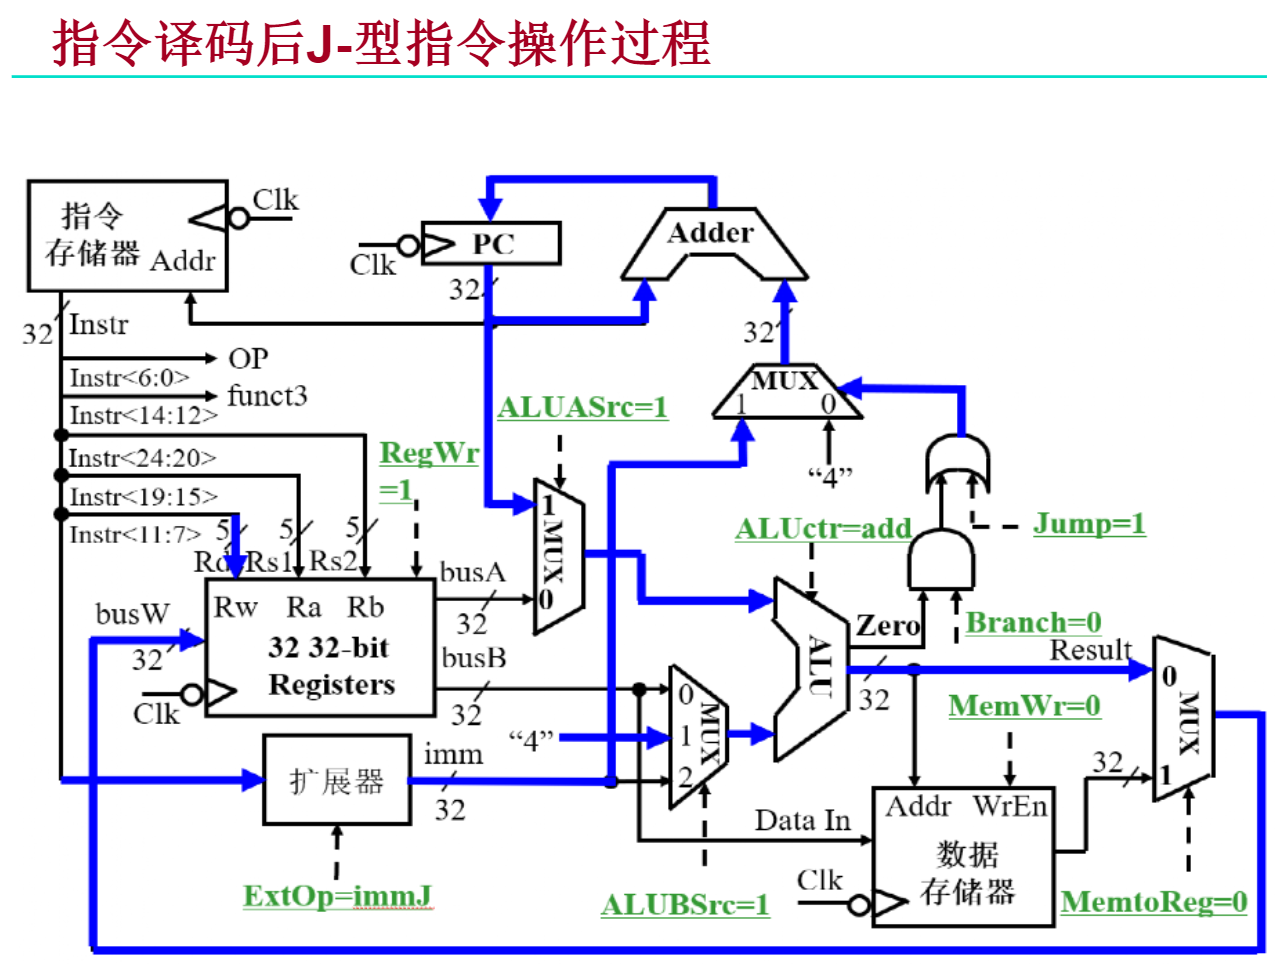 指令译码后J-型指令操作过程
指令
存储器
Addr
Clk
Clk
PC
Adder
32
32
Instr
32
OP
Instr<6:0>
funct3
Instr<14:12>
Instr<24:20>
Instr<19:15>
Instr<11:7>
MUX
1
0
“4”
ALUASrc=1
RegWr
=1
5
5
5
Rd
Rs1
Rs2
1
MUX
0
ALUctr=add
Jump=1
busW
32
Rw
Ra
Rb
32 32-bit
Registers
Clk
busA
32
busB
32
ALU
Zero
Branch=0
Result
32
MemWr=0
0
MUX
1
32
“4”
0
MUX
1
2
扩展器
imm
32
ExtOp=immJ
ALUBSrc=1
Data In
Addr
WrEn
数据
存储器
Clk
MemtoReg=0